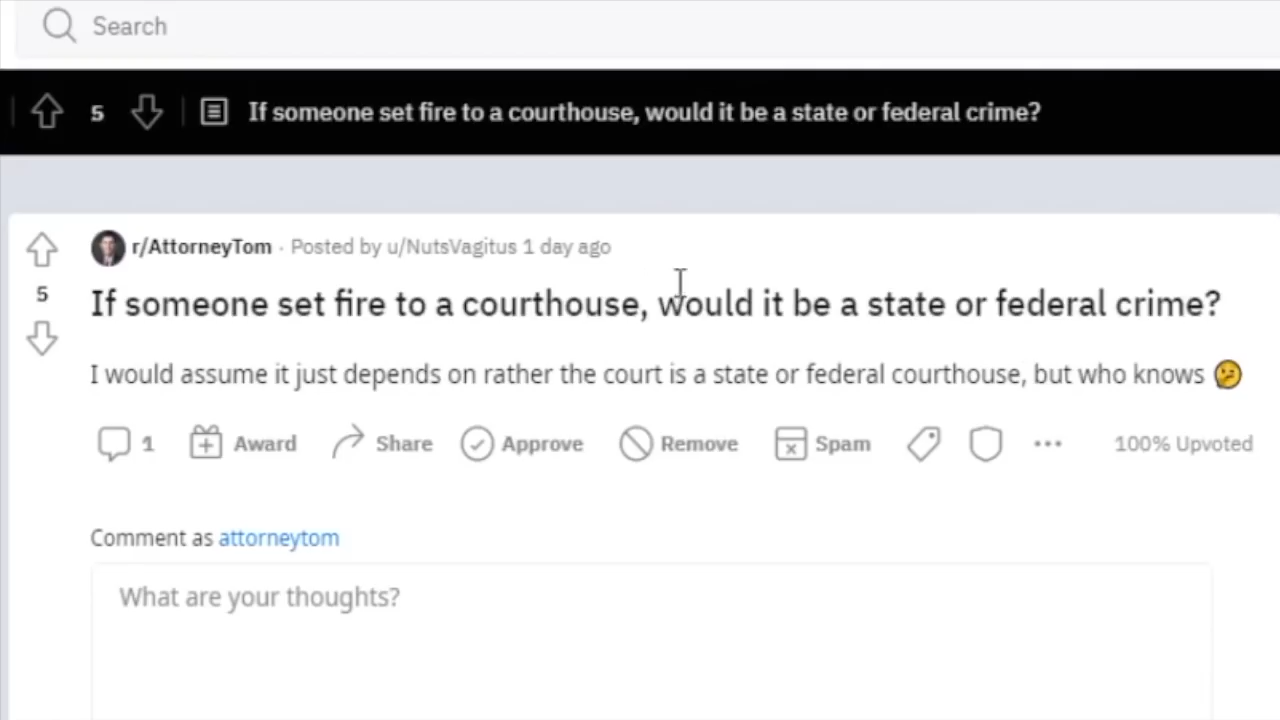 Search
5 If someone set fire to a courthouse, would it be a state or federal crime?
r/AttorneyTom · Posted by u/NutsVagitus 1 day ago
5
If someone set fire to a courthouse, would it be a state or federal crime?
I would assume it just depends on rather the court is a state or federal courthouse, but who knows 🫤
1 Award Share Approve Remove Spam ... 100% Upvoted
Comment as attorneytom
What are your thoughts?